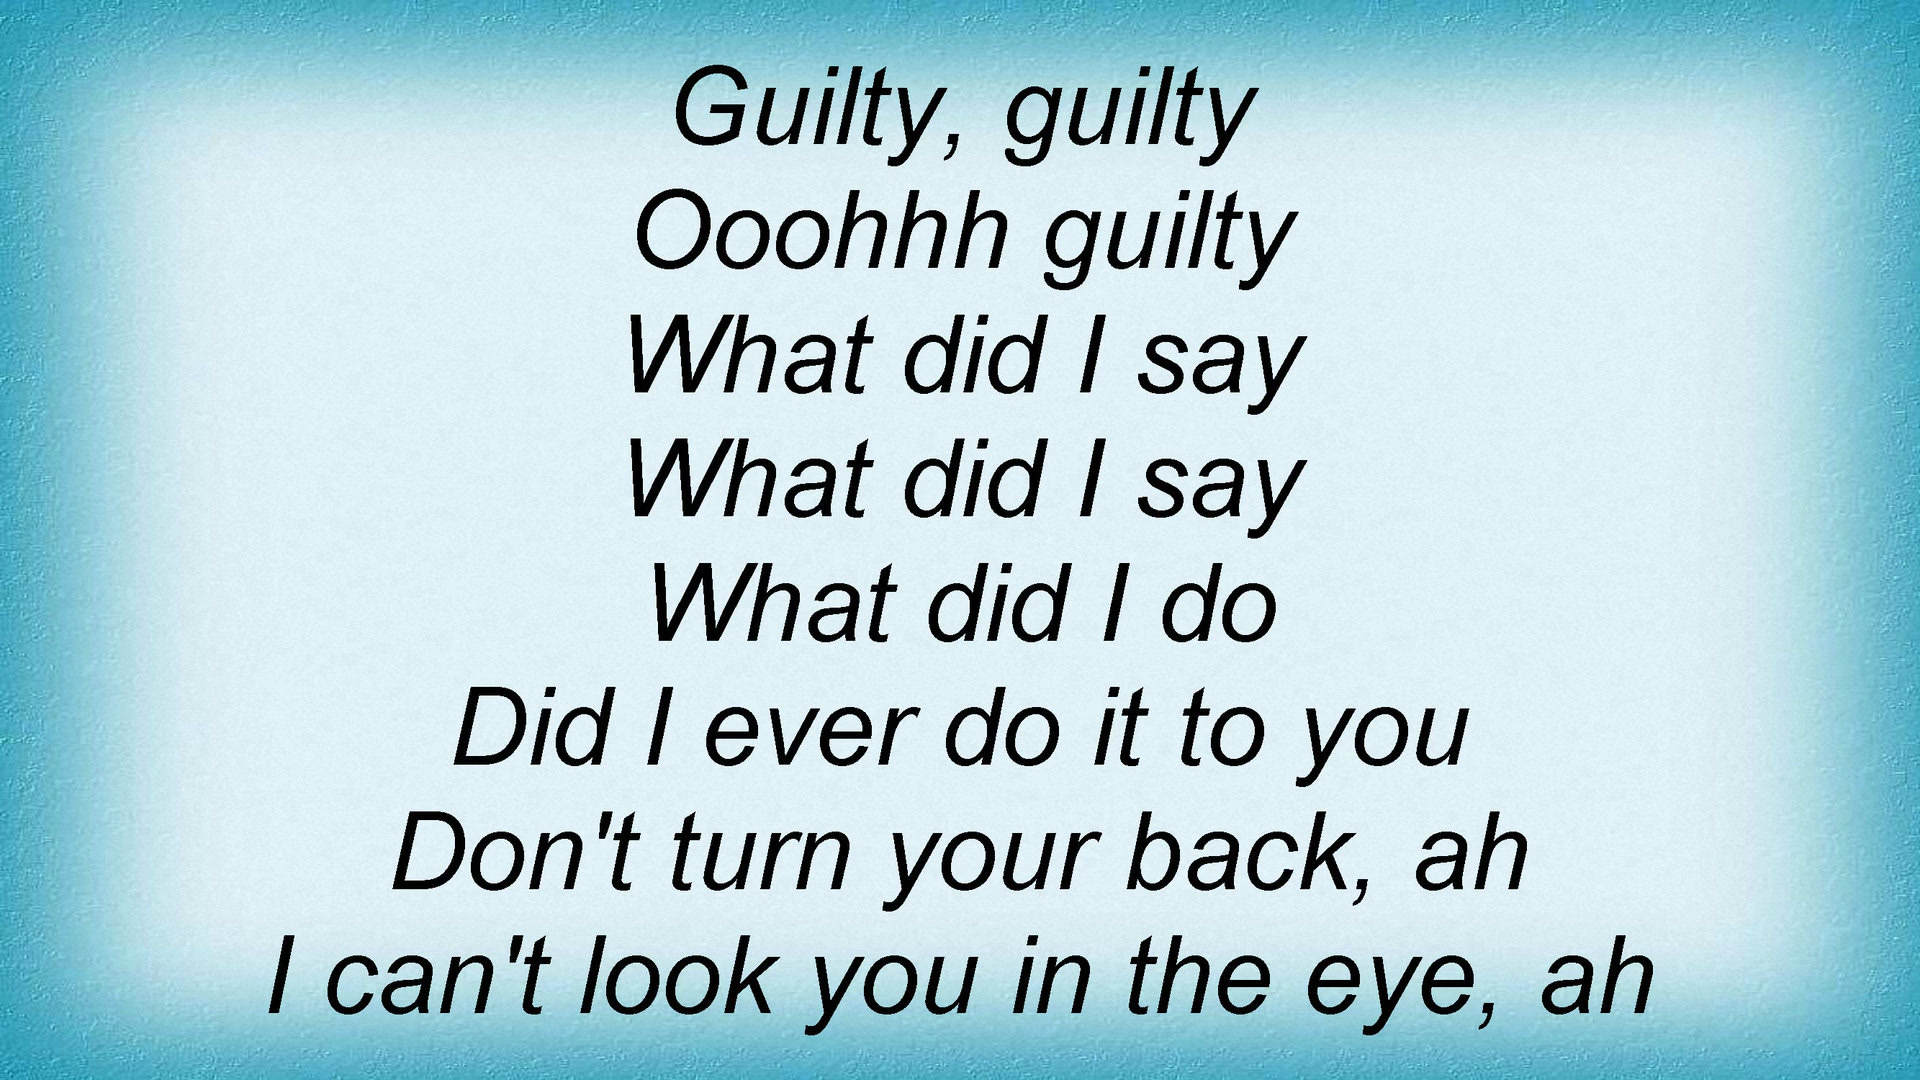 Guilty, guilty
Ooohhh guilty
What did I say
What did I say
What did I do
Did I ever do it to you
Don't turn your back, ah
I can't look you in the eye, ah